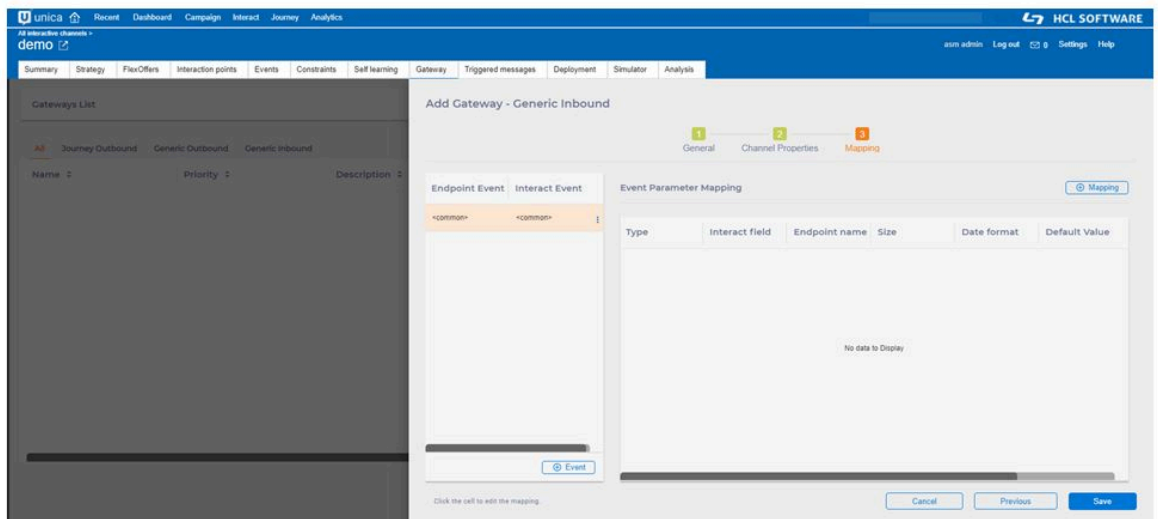 unica Recent Dashboard Campaign Interact Journey Analytics HCL SOFTWARE
All interactive channels >
demo asm admin Log out 0 Settings Help
Summary Strategy FlexOffers Interaction points Events Constraints Self learning Gateway Triggered messages Deployment Simulator Analysis
Gateways List
All Journey Outbound Generic Outbound Generic Inbound
Name Priority Description
Add Gateway - Generic Inbound
1 2 3
General Channel Properties Mapping
Endpoint Event Interact Event
<common> <common>
Event
Click the cell to edit the mapping.
Event Parameter Mapping Mapping
Type Interact field Endpoint name Size Date format Default Value
No data to Display
Cancel Previous Save